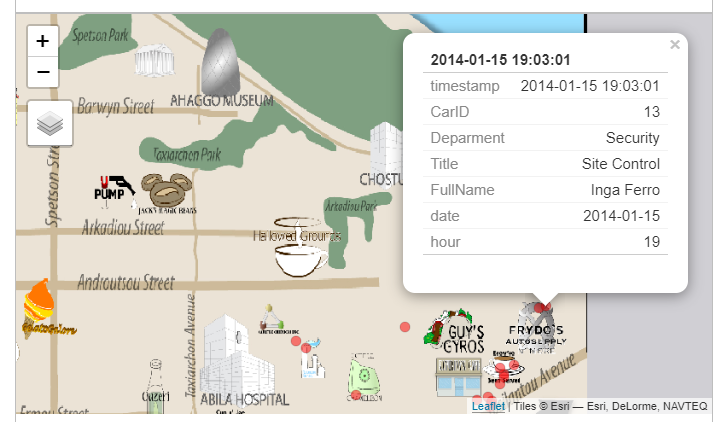 +
−
Spetson Park
Barwyn Street
AHAGGO MUSEUM
Taxiarchon Park
CHOSTU
Spetson Stre
U
PUMP
JACK'S MAGIC BEANS
Arkadiou Park
Arkadiou Street
Hallowed Grounds
Androutsou Street
Taxiarchon Avenue
GUY'S
GYROS
FRYDO'S
AUTOSUPPLY
ABILA HOSPITAL
Ouzeri
Ermou Street
×
2014-01-15 19:03:01
timestamp 2014-01-15 19:03:01
CarID 13
Deparment Security
Title Site Control
FullName Inga Ferro
date 2014-01-15
hour 19
Leaflet | Tiles © Esri — Esri, DeLorme, NAVTEQ